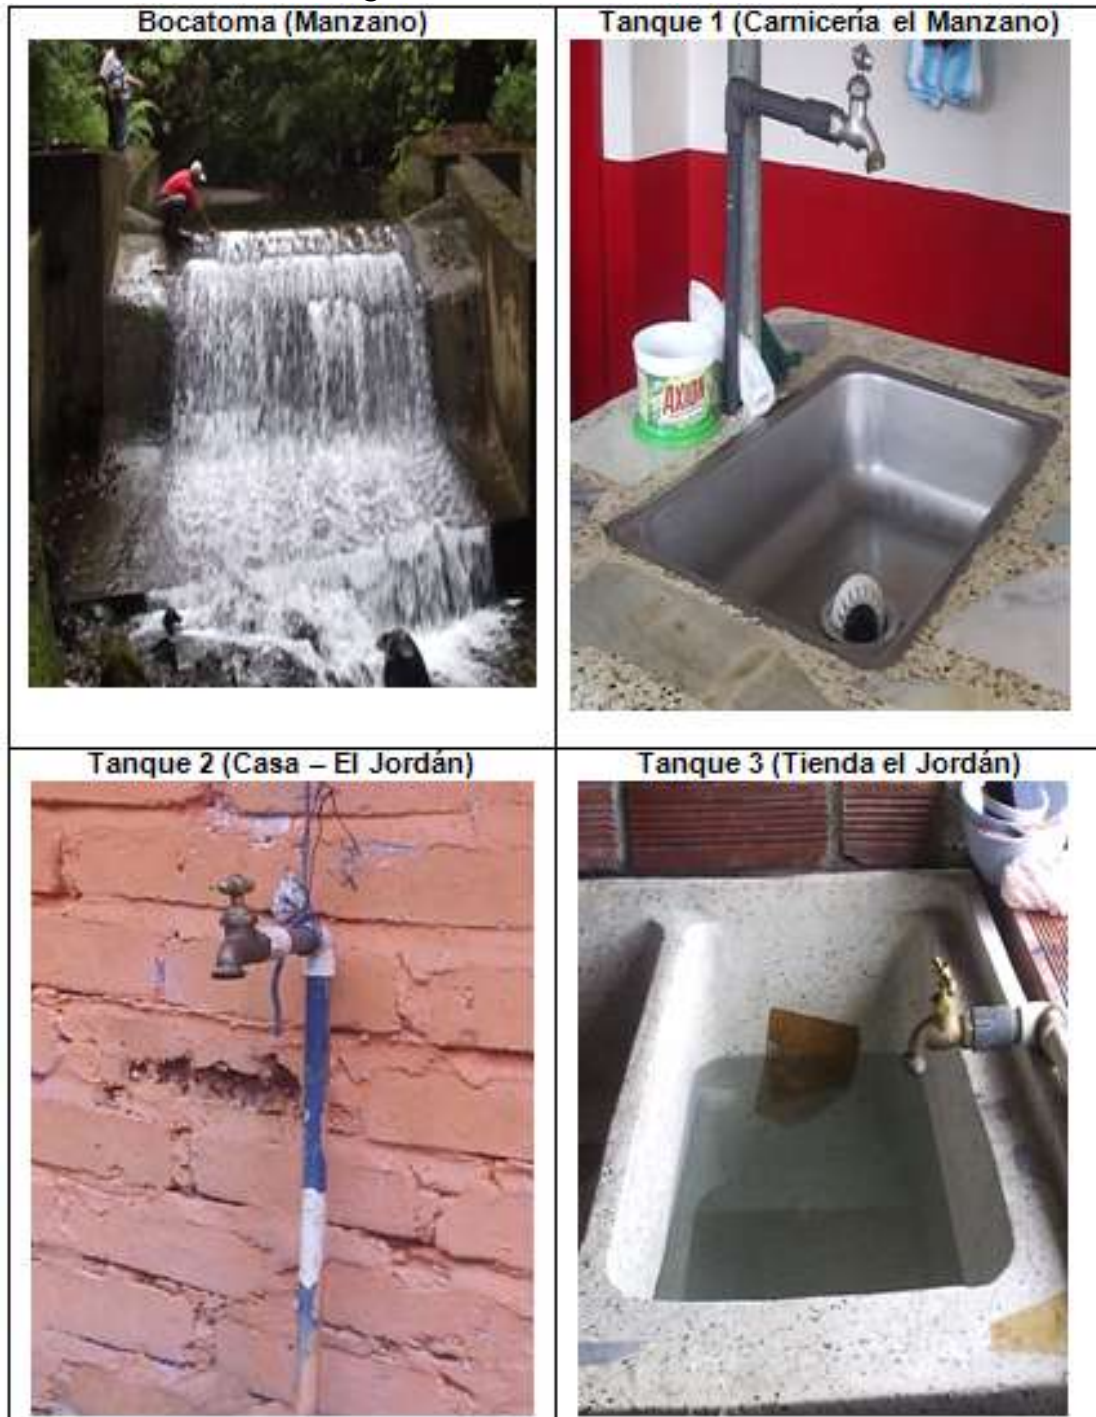 Bocatoma (Manzano)
Tanque 1 (Carnicería el Manzano)
AXION
Tanque 2 (Casa – El Jordán)
Tanque 3 (Tienda el Jordán)